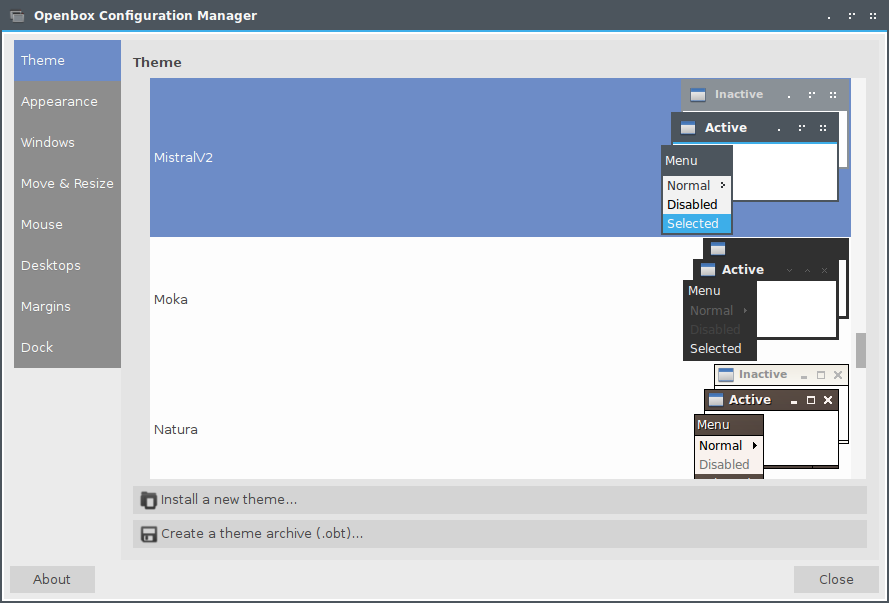 Openbox Configuration Manager
Theme
Appearance
Windows
Move & Resize
Mouse
Desktops
Margins
Dock
Theme
MistralV2
Inactive
Active
Menu
Normal
Disabled
Selected
Moka
Active
Menu
Normal
Disabled
Selected
Natura
Inactive
Active
Menu
Normal
Disabled
Install a new theme...
Create a theme archive (.obt)...
About
Close